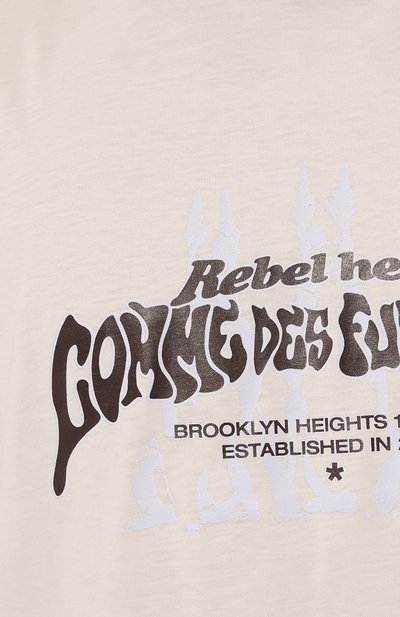 Rebel he
COMME DES FU
BROOKLYN HEIGHTS 1
ESTABLISHED IN 2
*